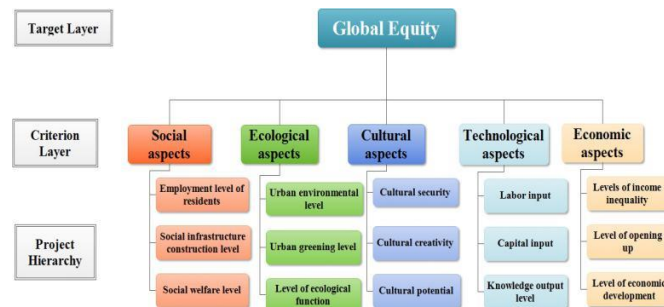 Target Layer
Global Equity
Criterion
Layer
Social
aspects
Ecological
aspects
Cultural
aspects
Technological
aspects
Economic
aspects
Project
Hierarchy
Employment level of
residents
Social infrastructure
construction level
Social welfare level
Urban environmental
level
Urban greening level
Level of ecological
function
Cultural security
Cultural creativity
Cultural potential
Labor input
Capital input
Knowledge output
level
Levels of income
inequality
Level of opening
up
Level of economic
development